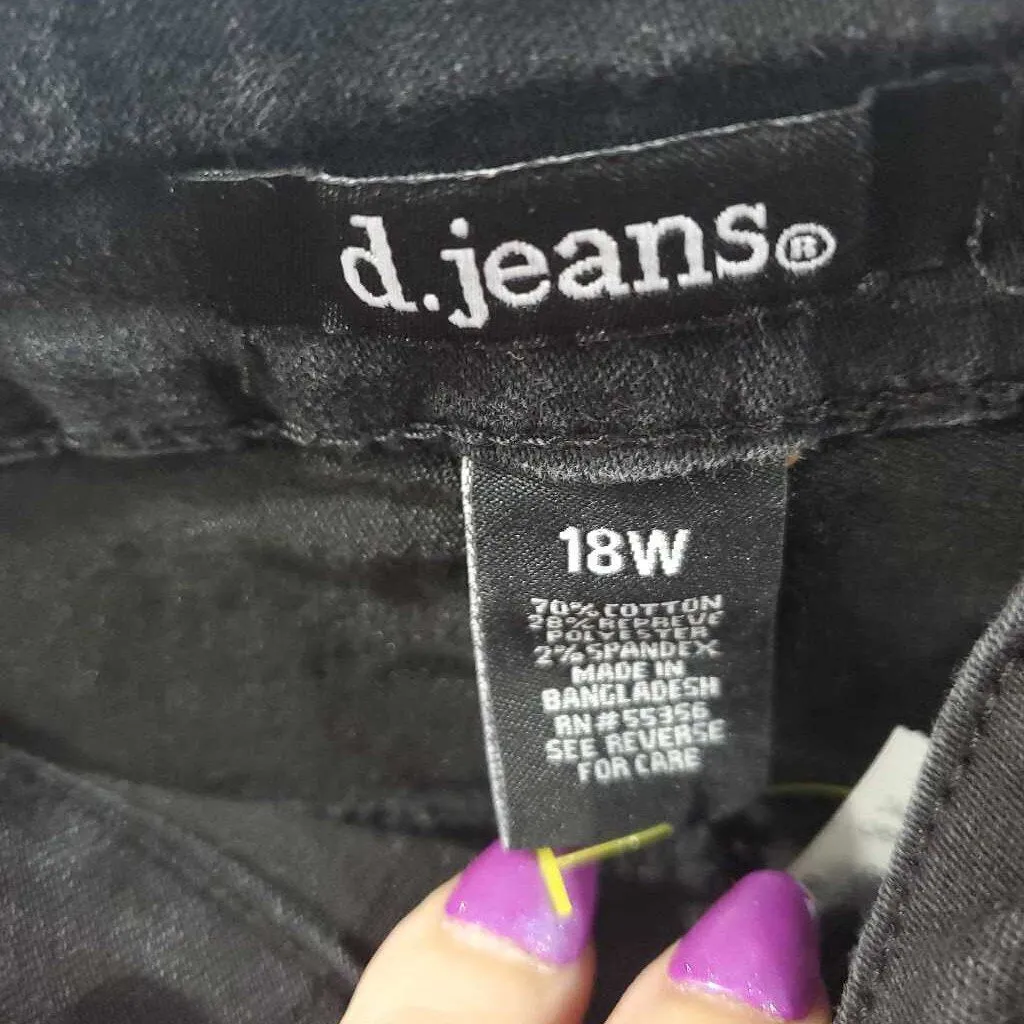 d.jeans®
18W
70% COTTON
28% REPREVE
POLYESTER
2% SPANDEX
MADE IN
BANGLADESH
RN#55356
SEE REVERSE
FOR CARE